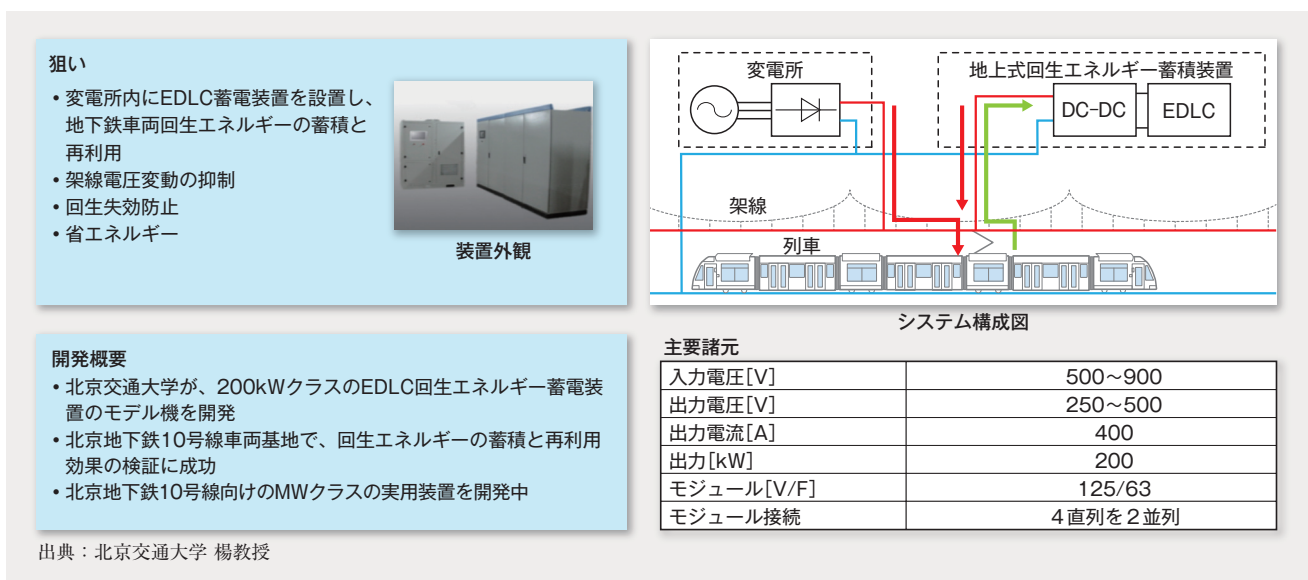 狙い
・変電所内にEDLC蓄電装置を設置し、
地下鉄車両回生エネルギーの蓄積と
再利用
・架線電圧変動の抑制
・回生失効防止
・省エネルギー
装置外観
開発概要
・北京交通大学が、200kWクラスのEDLC回生エネルギー蓄電装
置のモデル機を開発
・北京地下鉄10号線車両基地で、回生エネルギーの蓄積と再利用
効果の検証に成功
・北京地下鉄10号線向けのMWクラスの実用装置を開発中
出典：北京交通大学 楊教授
変電所
地上式回生エネルギー蓄積装置
DC-DC
EDLC
架線
列車
システム構成図
主要諸元
入力電圧[V] 500～900
出力電圧[V] 250～500
出力電流[A] 400
出力[kW] 200
モジュール[V/F] 125/63
モジュール接続 4直列を2並列